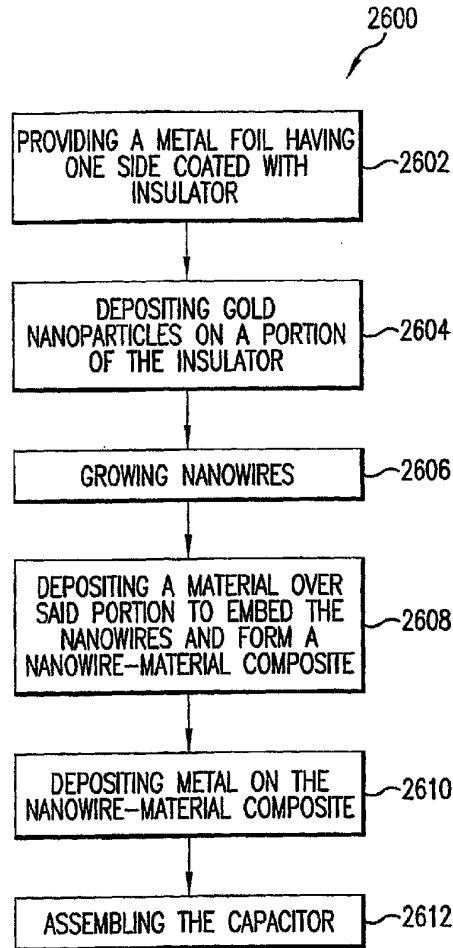 2600
PROVIDING A METAL FOIL HAVING
ONE SIDE COATED WITH
INSULATOR
2602
DEPOSITING GOLD
NANOPARTICLES ON A PORTION
OF THE INSULATOR
2604
GROWING NANOWIRES
2606
DEPOSITING A MATERIAL OVER
SAID PORTION TO EMBED THE
NANOWIRES AND FORM A
NANOWIRE-MATERIAL COMPOSITE
2608
DEPOSITING METAL ON THE
NANOWIRE-MATERIAL COMPOSITE
2610
ASSEMBLING THE CAPACITOR
2612